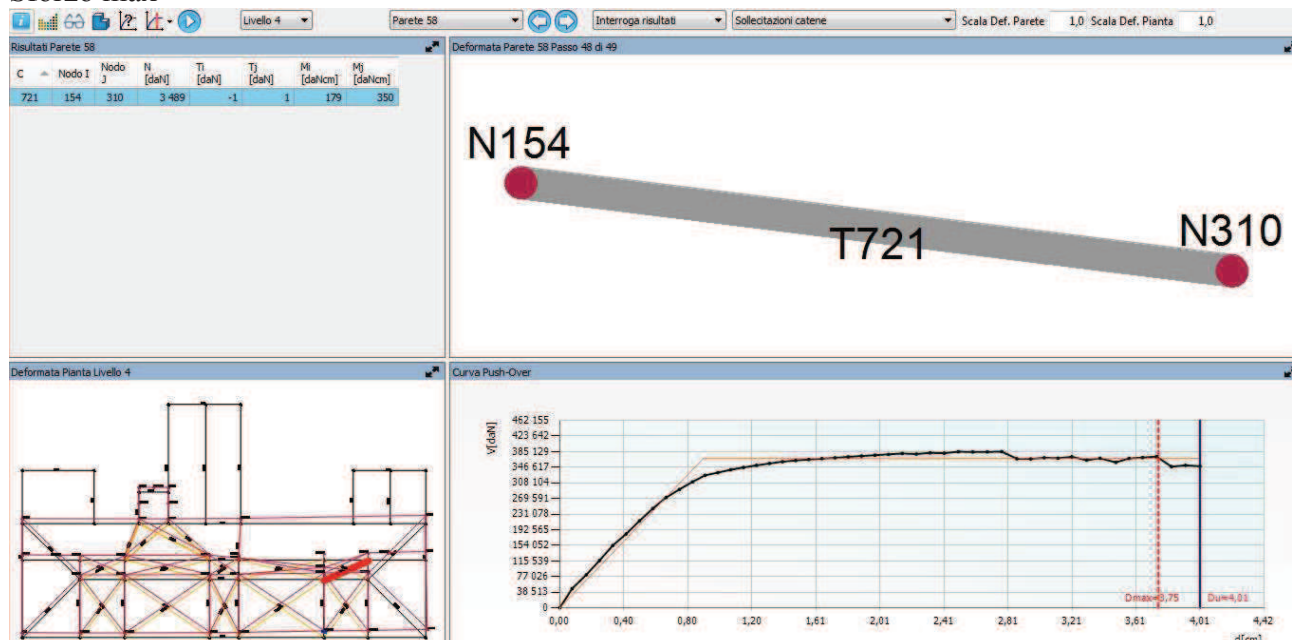 Livello 4 Parete 58 Interroga risultati Sollecitazioni catene Scala Def. Parete 1,0 Scala Def. Pianta 1,0
Risultati Parete 58
C Nodo I Nodo J N [daN] Ti [daN] Tj [daN] Mi [daNcm] Mj [daNcm]
721 154 310 3 489 -1 1 179 350
Deformata Parete 58 Passo 48 di 49
N154
T721
N310
Deformata Pianta Livello 4
Curva Push-Over
V[daN]
462 155
423 642
385 129
346 617
308 104
269 591
231 078
192 565
154 052
115 539
77 026
38 513
0
Dmax=3,75 Du=4,01
0,00 0,40 0,80 1,20 1,61 2,01 2,41 2,81 3,21 3,61 4,01 4,42
d[cm]